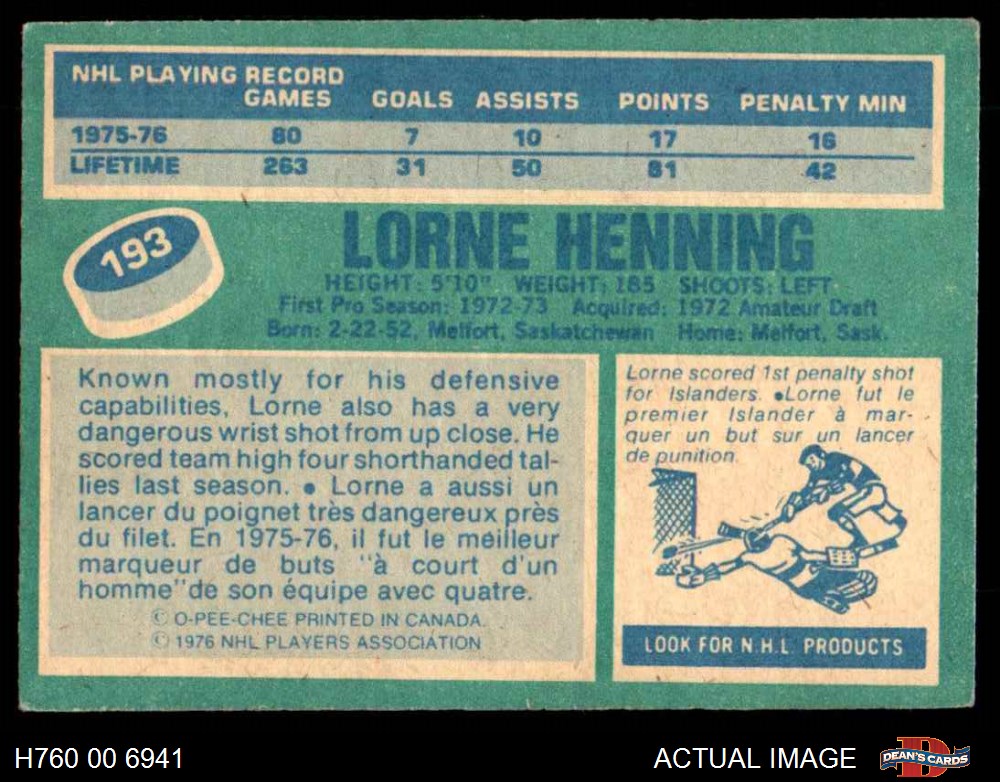 NHL PLAYING RECORD
GAMES GOALS ASSISTS POINTS PENALTY MIN
1975-76 80 7 10 17 16
LIFETIME 263 31 50 81 42
193
LORNE HENNING
HEIGHT: 5'10" WEIGHT: 185 SHOOTS: LEFT
First Pro Season: 1972-73 Acquired: 1972 Amateur Draft
Born: 2-22-52, Melfort, Saskatchewan Home: Melfort, Sask.
Known mostly for his defensive
capabilities, Lorne also has a very
dangerous wrist shot from up close. He
scored team high four shorthanded tal-
lies last season. • Lorne a aussi un
lancer du poignet très dangereux près
du filet. En 1975-76, il fut le meilleur
marqueur de buts "à court d'un
homme" de son équipe avec quatre.
© O-PEE-CHEE PRINTED IN CANADA.
© 1976 NHL PLAYERS ASSOCIATION
Lorne scored 1st penalty shot
for Islanders. •Lorne fut le
premier Islander à mar-
quer un but sur un lancer
de punition.
LOOK FOR N.H.L PRODUCTS
H760 00 6941 ACTUAL IMAGE DEAN'S CARDS